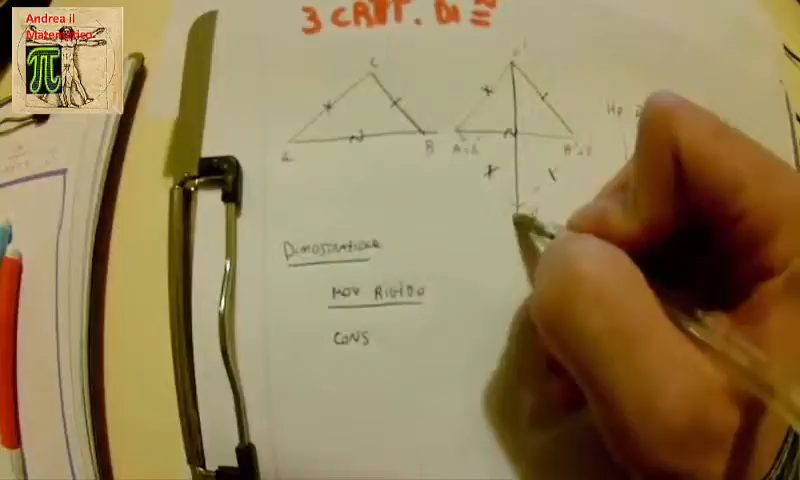 Andrea il
Matematico
π
3 CRIT. DI ≅
C
C'
A
B
DIMOSTRAZIONE
MOV RIGIDO
CONS